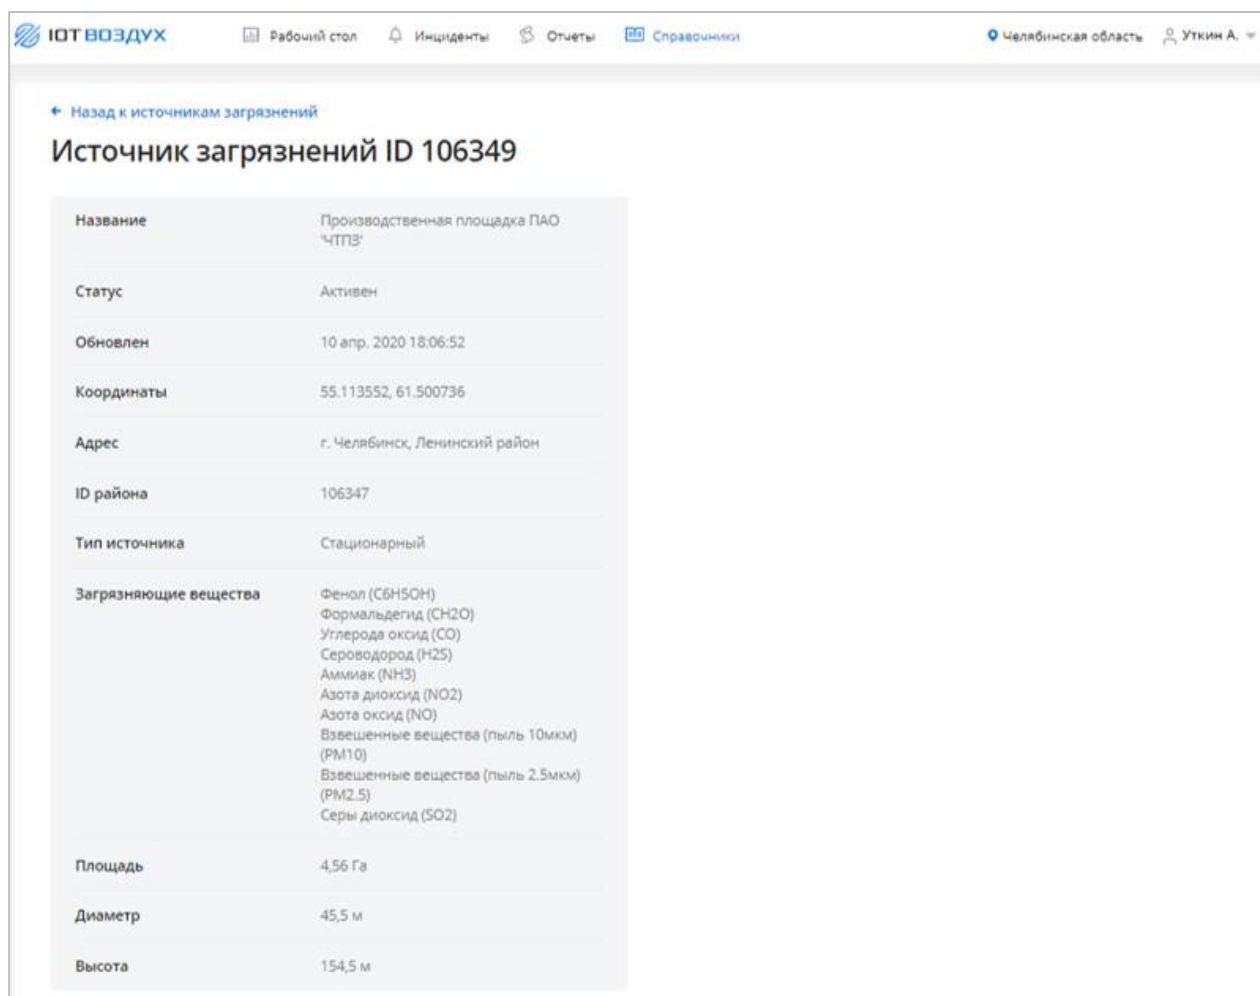 IOT ВОЗДУХ Рабочий стол Инциденты Отчеты Справочники Челябинская область Уткин А.
Назад к источникам загрязнений
Источник загрязнений ID 106349
Название Производственная площадка ПАО
'ЧТПЗ'
Статус Активен
Обновлен 10 апр. 2020 18:06:52
Координаты 55.113552, 61.500736
Адрес г. Челябинск, Ленинский район
ID района 106347
Тип источника Стационарный
Загрязняющие вещества Фенол (C6H5OH)
Формальдегид (CH2O)
Углерода оксид (CO)
Сероводород (H2S)
Аммиак (NH3)
Азота диоксид (NO2)
Азота оксид (NO)
Взвешенные вещества (пыль 10мкм)
(PM10)
Взвешенные вещества (пыль 2.5мкм)
(PM2.5)
Серы диоксид (SO2)
Площадь 4,56 Га
Диаметр 45,5 м
Высота 154,5 м